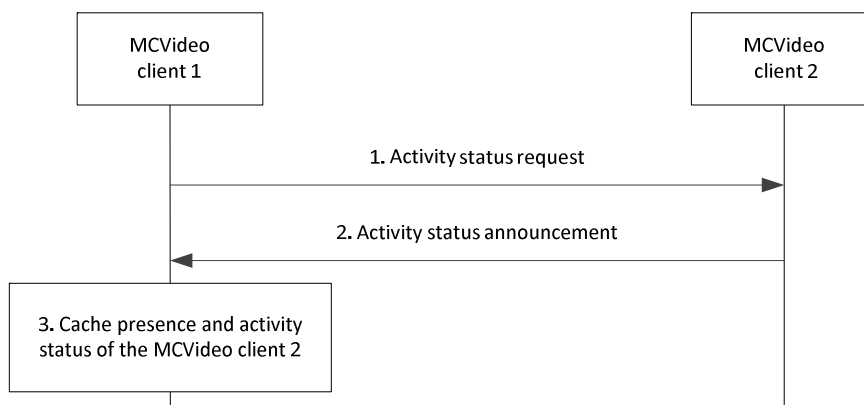 MCVideo
client 1
MCVideo
client 2
1. Activity status request
2. Activity status announcement
3. Cache presence and activity
status of the MCVideo client 2